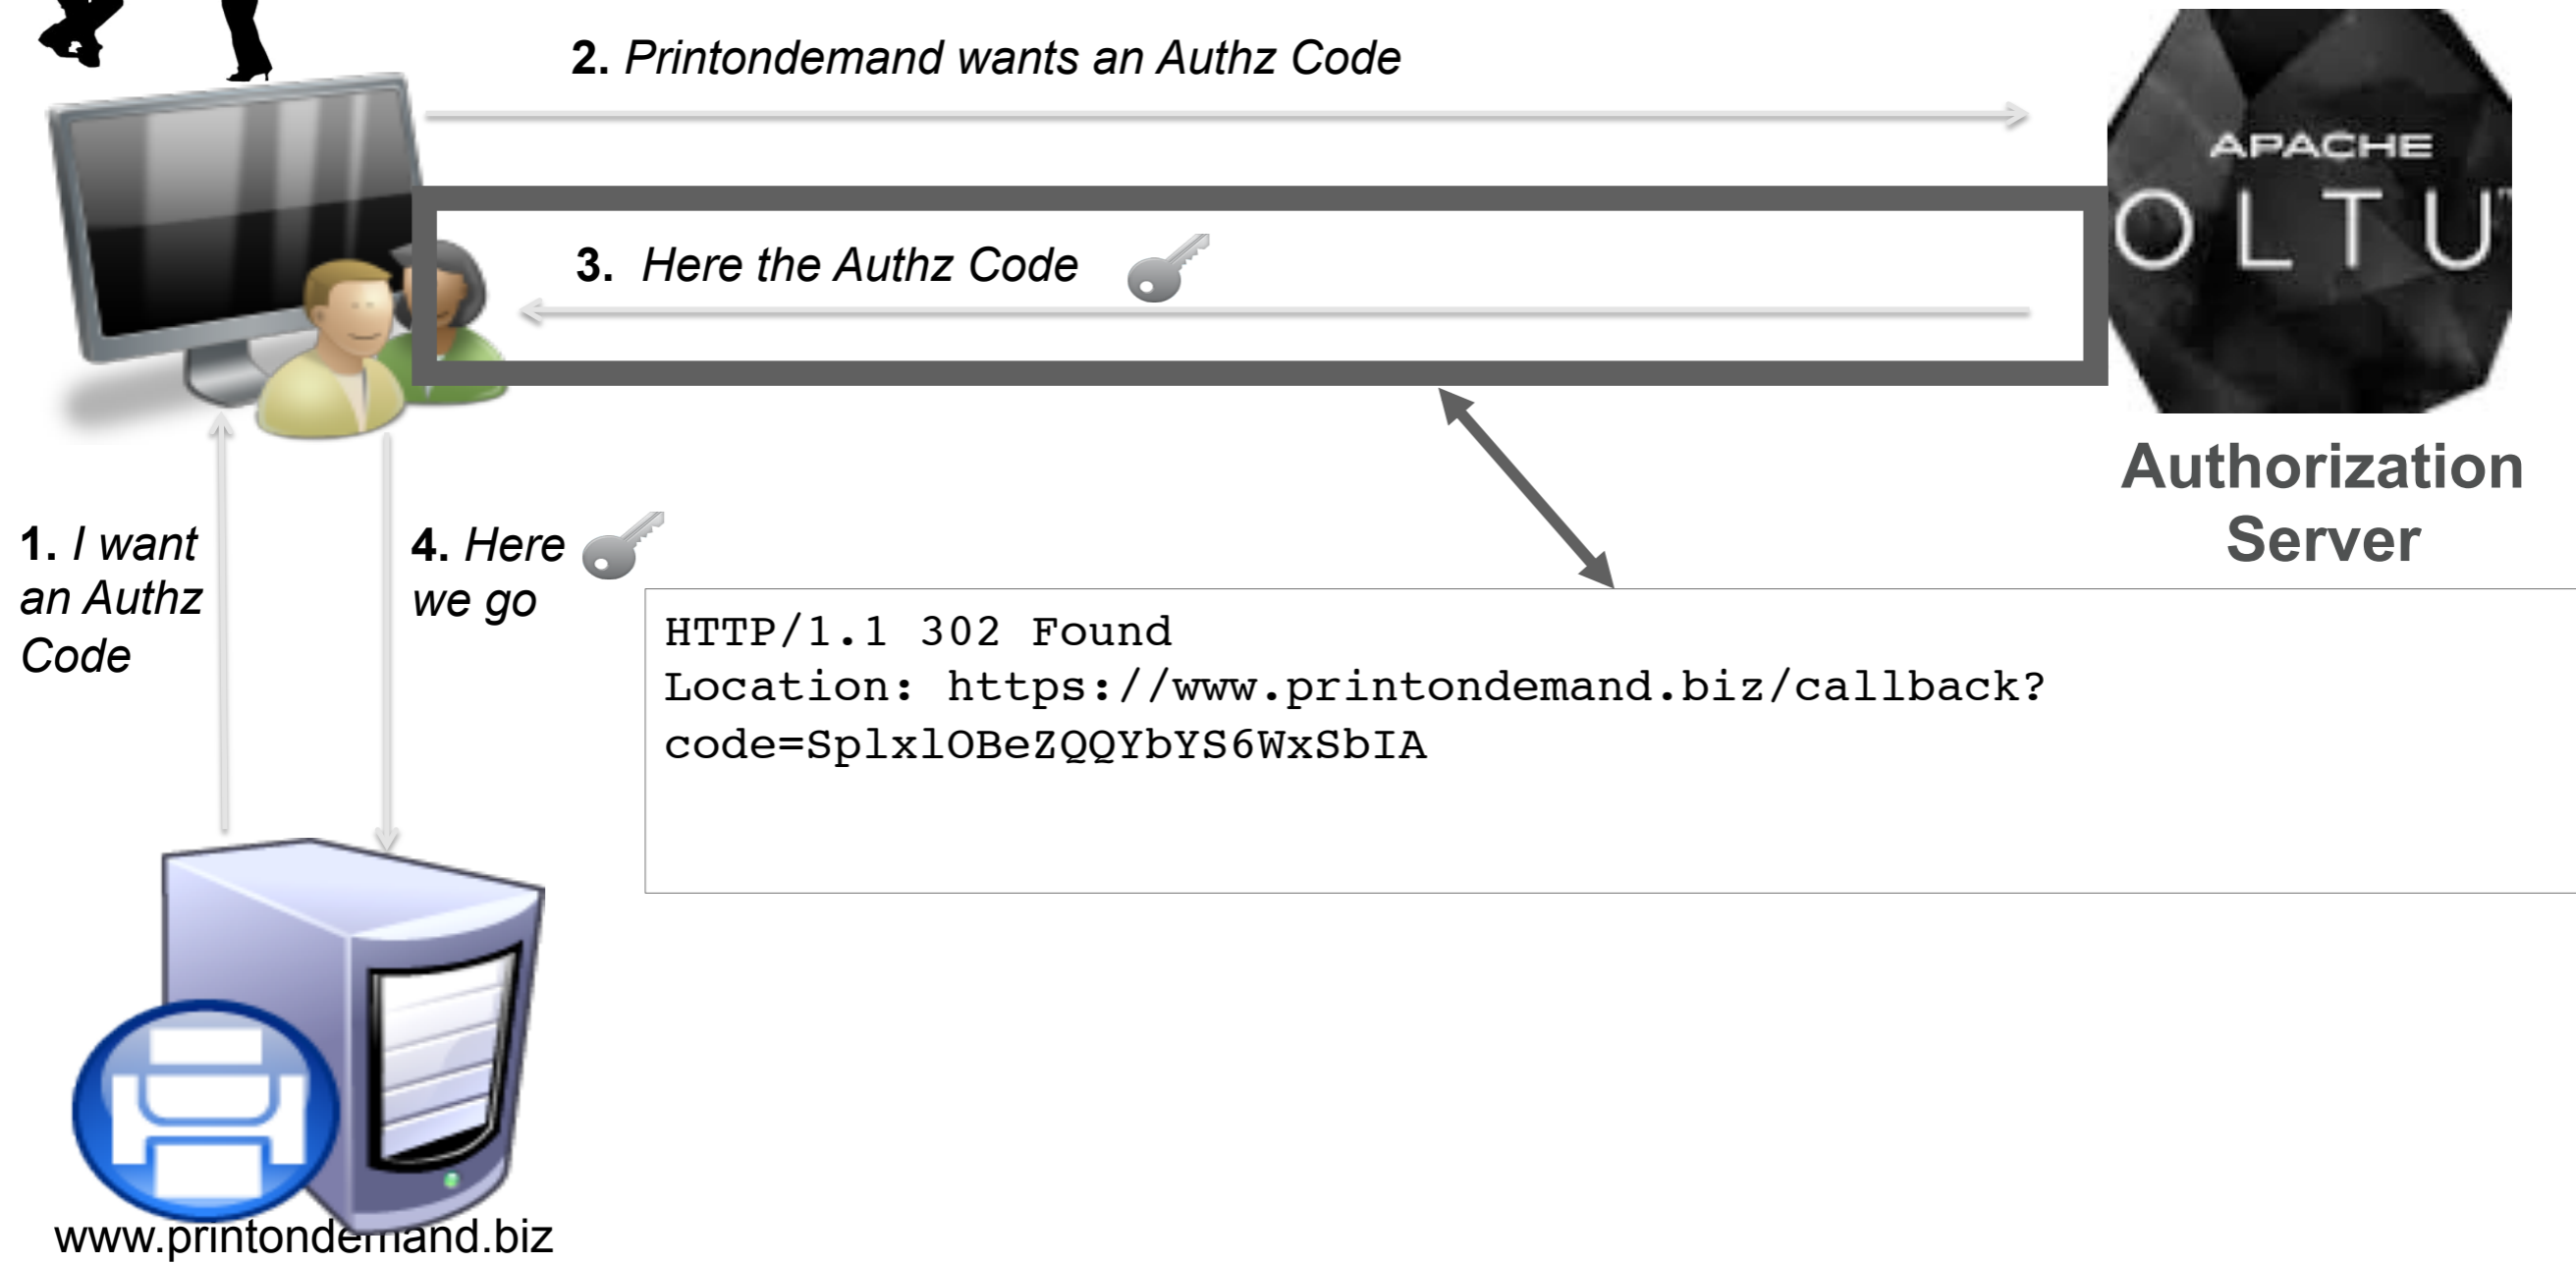 2. Printondemand wants an Authz Code
APACHE
OLTU
3. Here the Authz Code
Authorization
Server
1. I want
an Authz
Code
4. Here
we go
HTTP/1.1 302 Found
Location: https://www.printondemand.biz/callback?
code=SplxlOBeZQQYbYS6WxSbIA
www.printondemand.biz